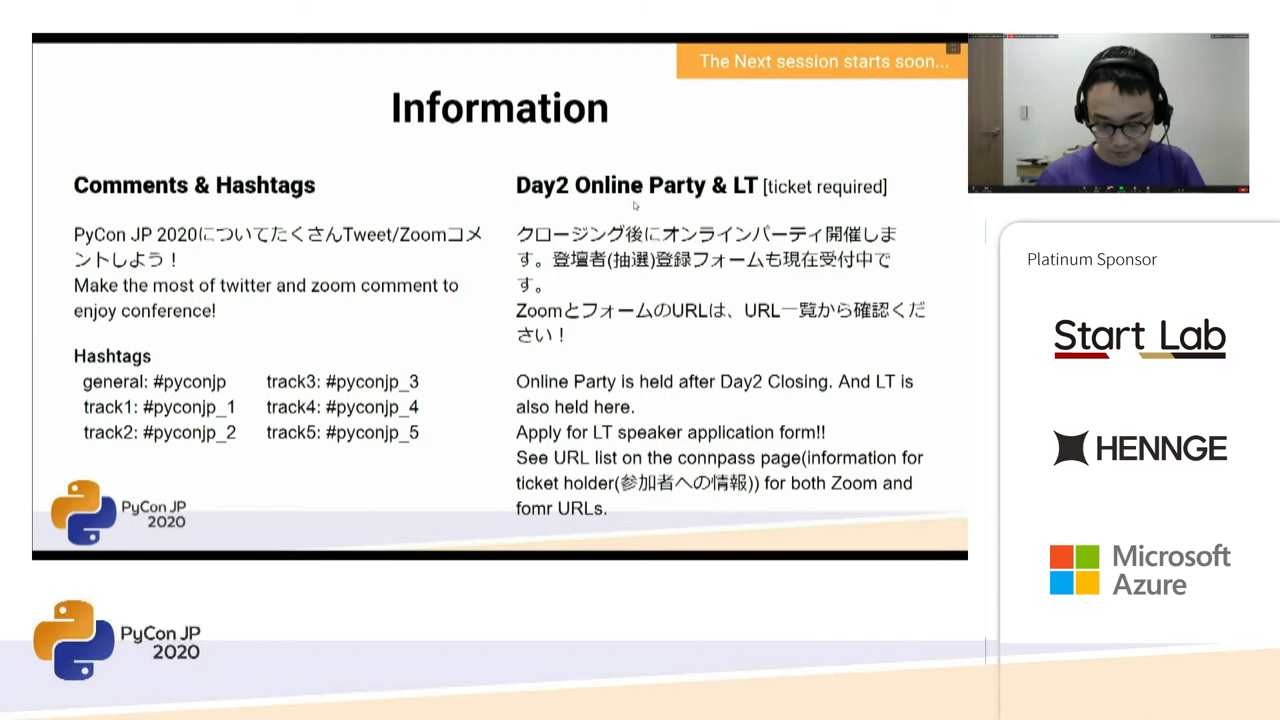 The Next session starts soon...
Information
Comments & Hashtags
PyCon JP 2020についてたくさんTweet/Zoomコメ
ントしよう！
Make the most of twitter and zoom comment to
enjoy conference!
Hashtags
general: #pyconjp
track1: #pyconjp_1
track2: #pyconjp_2
track3: #pyconjp_3
track4: #pyconjp_4
track5: #pyconjp_5
Day2 Online Party & LT [ticket required]
クロージング後にオンラインパーティ開催しま
す。登壇者(抽選)登録フォームも現在受付中で
す。
ZoomとフォームのURLは、URL一覧から確認くだ
さい！
Online Party is held after Day2 Closing. And LT is
also held here.
Apply for LT speaker application form!!
See URL list on the connpass page(information for
ticket holder(参加者への情報)) for both Zoom and
fomr URLs.
PyCon JP
2020
Platinum Sponsor
Start Lab
HENNGE
Microsoft
Azure
PyCon JP
2020